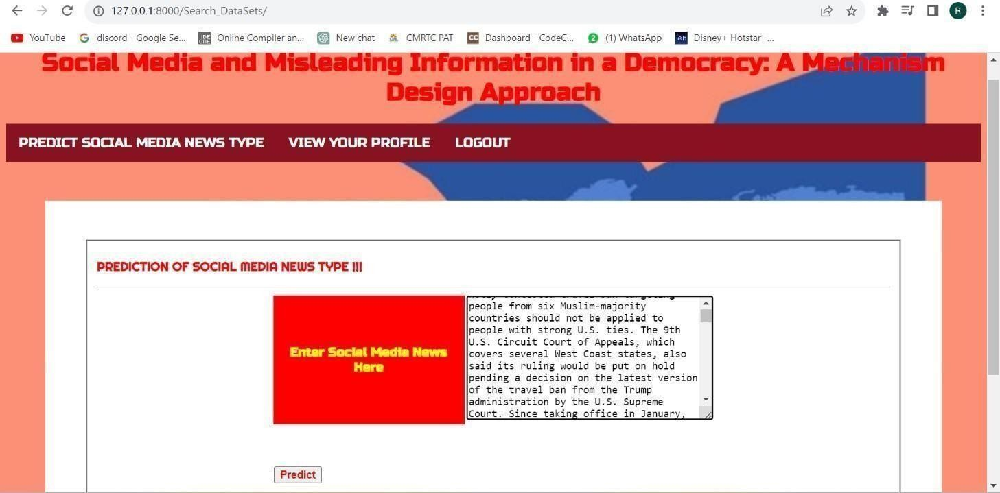 127.0.0.1:8000/Search_DataSets/
R
YouTube
discord - Google Se...
Online Compiler an...
New chat
CMRTC PAT
CC
Dashboard - CodeC...
2
(1) WhatsApp
Disney+ Hotstar -...
Social Media and Misleading Information in a Democracy: A Mechanism
Design Approach
PREDICT SOCIAL MEDIA NEWS TYPE
VIEW YOUR PROFILE
LOGOUT
PREDICTION OF SOCIAL MEDIA NEWS TYPE !!!
Enter Social Media News
Here
people from six Muslim-majority
countries should not be applied to
people with strong U.S. ties. The 9th
U.S. Circuit Court of Appeals, which
covers several West Coast states, also
said its ruling would be put on hold
pending a decision on the latest version
of the travel ban from the Trump
administration by the U.S. Supreme
Court. Since taking office in January,
Predict